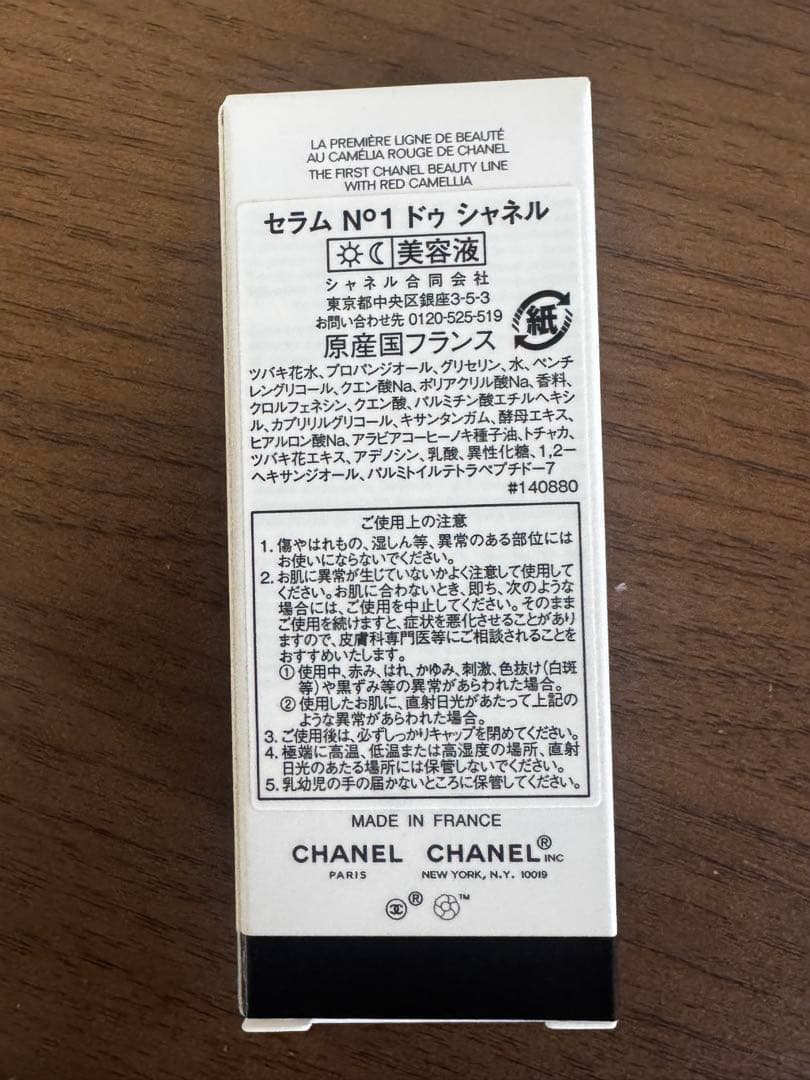 LA PREMIÈRE LIGNE DE BEAUTÉ
AU CAMÉLIA ROUGE DE CHANEL
THE FIRST CHANEL BEAUTY LINE
WITH RED CAMELLIA
セラム Nº1 ドゥ シャネル
美容液
シャネル合同会社
東京都中央区銀座3-5-3
お問い合わせ先 0120-525-519
紙
原産国フランス
ツバキ花水、プロパンジオール、グリセリン、水、ペンチ
レングリコール、クエン酸Na、ポリアクリル酸Na、香料、
クロルフェネシン、クエン酸、パルミチン酸エチルヘキシ
ル、カプリリルグリコール、キサンタンガム、酵母エキス、
ヒアルロン酸Na、アラビアコーヒーノキ種子油、トチャカ、
ツバキ花エキス、アデノシン、乳酸、異性化糖、1,2−
ヘキサンジオール、パルミトイルテトラペプチド−7
#140880
ご使用上の注意
1. 傷やはれもの、湿しん等、異常のある部位には
お使いにならないでください。
2. お肌に異常が生じていないかよく注意して使用して
ください。お肌に合わないとき、即ち、次のような
場合には、ご使用を中止してください。そのまま
ご使用を続けますと、症状を悪化させることがあ
りますので、皮膚科専門医等にご相談されることを
おすすめいたします。
① 使用中、赤み、はれ、かゆみ、刺激、色抜け(白斑
等)や黒ずみ等の異常があらわれた場合。
② 使用したお肌に、直射日光があたって上記の
ような異常があらわれた場合。
3. ご使用後は、必ずしっかりキャップを閉めてください。
4. 極端に高温、低温または高湿度の場所、直射
日光のあたる場所には保管しないでください。
5. 乳幼児の手の届かないところに保管してください。
MADE IN FRANCE
CHANEL CHANEL® INC
PARIS NEW YORK, N.Y. 10019
® ™